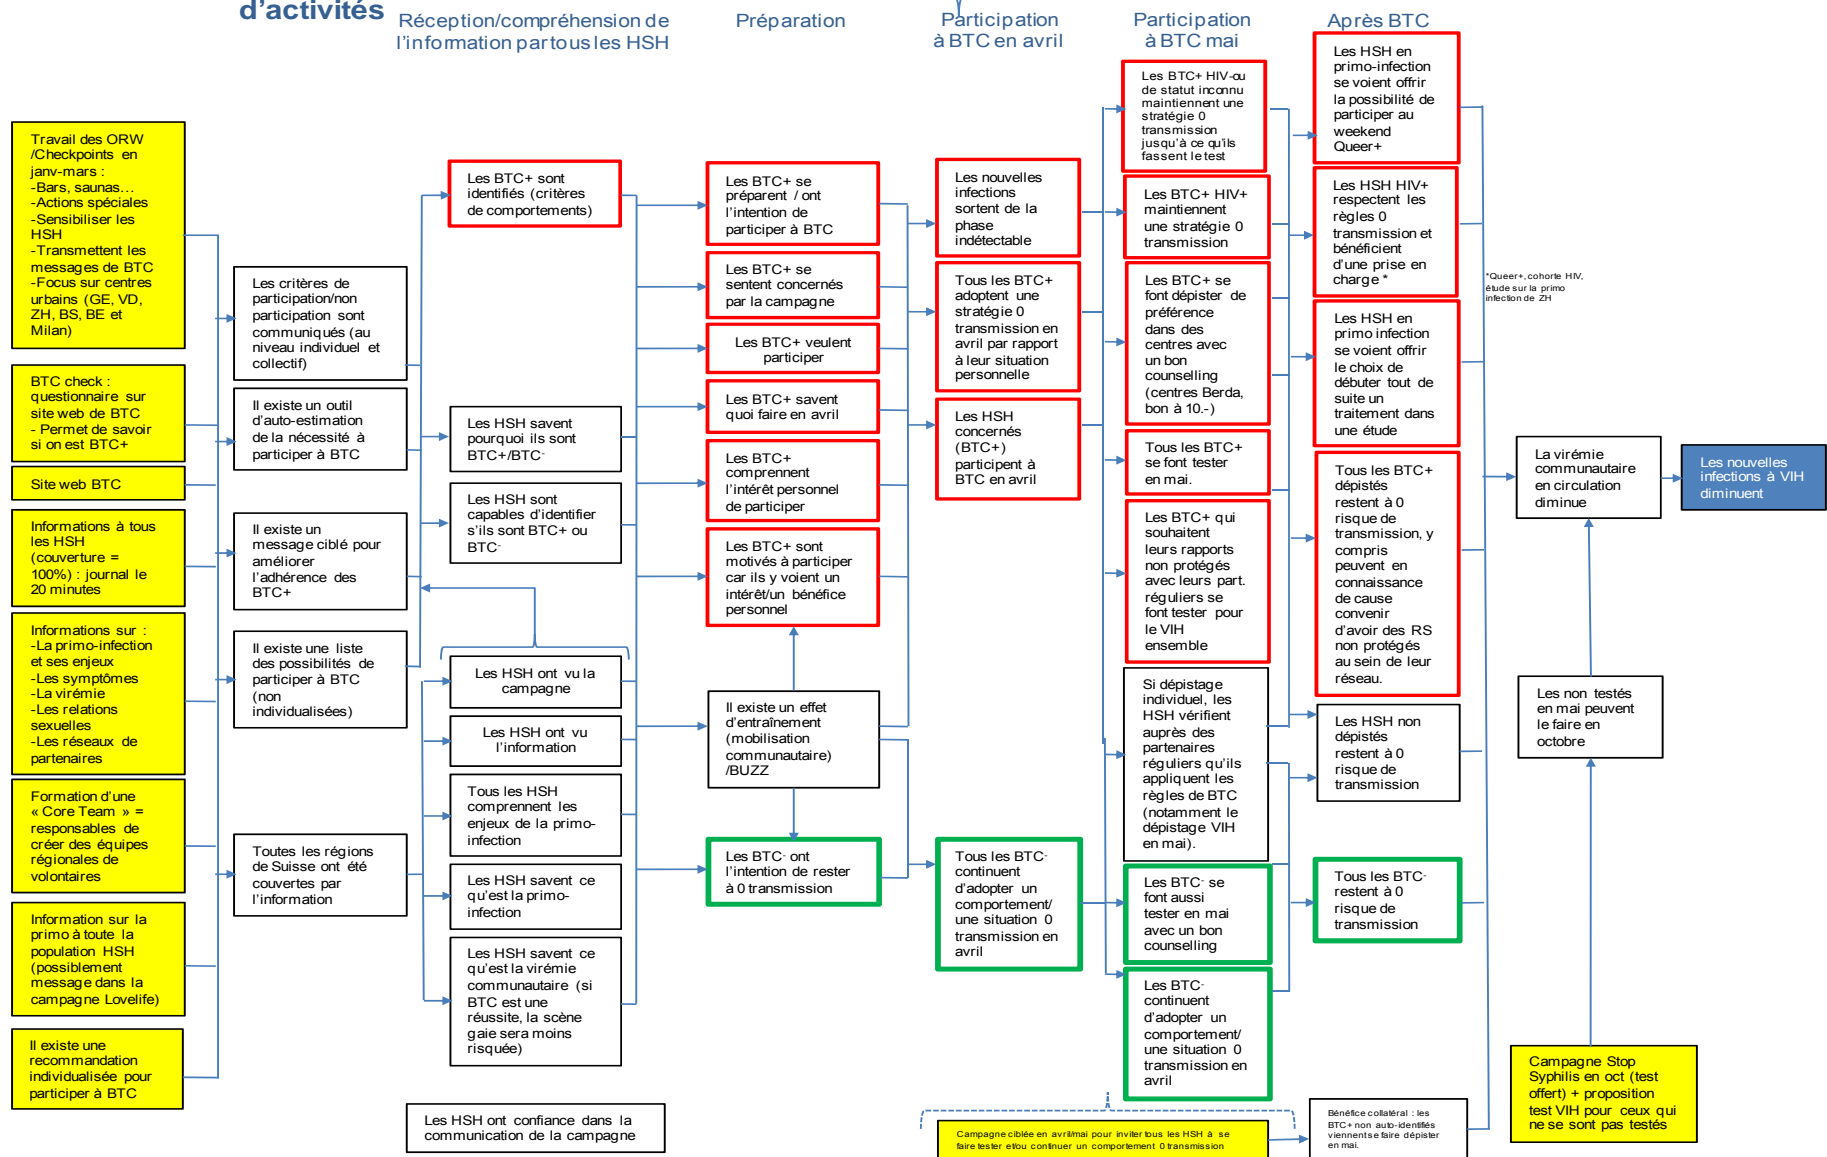 d'activités
Réception/compréhension de
l'information par tous les HSH
Préparation
Participation
à BTC en avril
Participation
à BTC mai
Après BTC
Travail des ORW
/Checkpoints en
janv-mars :
-Bars, saunas…
-Actions spéciales
-Sensibiliser les
HSH
-Transmettent les
messages de BTC
-Focus sur centres
urbains (GE, VD,
ZH, BS, BE et
Milan)
BTC check :
questionnaire sur
site web de BTC
- Permet de savoir
si on est BTC+
Site web BTC
Informations à tous
les HSH
(couverture =
100%) : journal le
20 minutes
Informations sur :
-La primo-infection
et ses enjeux
-Les symptômes
-La virémie
-Les relations
sexuelles
-Les réseaux de
partenaires
Formation d'une
« Core Team » =
responsables de
créer des équipes
régionales de
volontaires
Information sur la
primo à toute la
population HSH
(possiblement
message dans la
campagne Lovelife)
Il existe une
recommandation
individualisée pour
participer à BTC
Les critères de
participation/non
participation sont
communiqués (au
niveau individuel et
collectif)
Il existe un outil
d'auto-estimation
de la nécessité à
participer à BTC
Il existe un
message ciblé pour
améliorer
l'adhérence des
BTC+
Il existe une liste
des possibilités de
participer à BTC
(non
individualisées)
Toutes les régions
de Suisse ont été
couvertes par
l'information
Les BTC+ sont
identifiés (critères
de comportements)
Les HSH savent
pourquoi ils sont
BTC+/BTC-
Les HSH sont
capables d'identifier
s'ils sont BTC+ ou
BTC-
Les HSH ont vu la
campagne
Les HSH ont vu
l'information
Tous les HSH
comprennent les
enjeux de la primo-
infection
Les HSH savent ce
qu'est la primo-
infection
Les HSH savent ce
qu'est la virémie
communautaire (si
BTC est une
réussite, la scène
gaie sera moins
risquée)
Les HSH ont confiance dans la
communication de la campagne
Les BTC+ se
préparent / ont
l'intention de
participer à BTC
Les BTC+ se
sentent concernés
par la campagne
Les BTC+ veulent
participer
Les BTC+ savent
quoi faire en avril
Les BTC+
comprennent
l'intérêt personnel
de participer
Les BTC+ sont
motivés à participer
car ils y voient un
intérêt/un bénéfice
personnel
Il existe un effet
d'entraînement
(mobilisation
communautaire)
/BUZZ
Les BTC- ont
l'intention de rester
à 0 transmission
Les nouvelles
infections
sortent de la
phase
indétectable
Tous les BTC+
adoptent une
stratégie 0
transmission en
avril par rapport
à leur situation
personnelle
Les HSH
concernés
(BTC+)
participent à
BTC en avril
Tous les BTC-
continuent
d'adopter un
comportement/
une situation 0
transmission en
avril
Les BTC+ HIV-ou
de statut inconnu
maintiennent une
stratégie 0
transmission
jusqu'à ce qu'ils
fassent le test
Les BTC+ HIV+
maintiennent
une stratégie 0
transmission
Les BTC+ se
font dépister de
préférence
dans des
centres avec
un bon
counselling
(centres Berda,
bon à 10.-)
Tous les BTC+
se font tester
en mai.
Les BTC+ qui
souhaitent
leurs rapports
non protégés
avec leurs part.
réguliers se
font tester pour
le VIH
ensemble
Si dépistage
individuel, les
HSH vérifient
auprès des
partenaires
réguliers qu'ils
appliquent les
règles de BTC
(notamment le
dépistage VIH
en mai).
Les BTC- se
font aussi
tester en mai
avec un bon
counselling
Les BTC-
continuent
d'adopter un
comportement/
une situation 0
transmission en
avril
Campagne ciblée en avril/mai pour inviter tous les HSH à se
faire tester et/ou continuer un comportement 0 transmission
Les HSH en
primo-infection
se voient offrir
la possibilité de
participer au
weekend
Queer+
Les HSH HIV+
respectent les
règles 0
transmission et
bénéficient
d'une prise en
charge *
Les HSH en
primo infection
se voient offrir
le choix de
débuter tout de
suite un
traitement dans
une étude
Tous les BTC+
dépistés
restent à 0
risque de
transmission, y
compris
peuvent en
connaissance
de cause
convenir
d'avoir des RS
non protégés
au sein de leur
réseau.
Les HSH non
dépistés
restent à 0
risque de
transmission
Tous les BTC-
restent à 0
risque de
transmission
Bénéfice collatéral : les
BTC+ non auto-identifiés
viennent se faire dépister
en mai.
*Queer+, cohorte HIV,
étude sur la primo
infection de ZH
La virémie
communautaire
en circulation
diminue
Les nouvelles
infections à VIH
diminuent
Les non testés
en mai peuvent
le faire en
octobre
Campagne Stop
Syphilis en oct (test
offert) + proposition
test VIH pour ceux qui
ne se sont pas testés